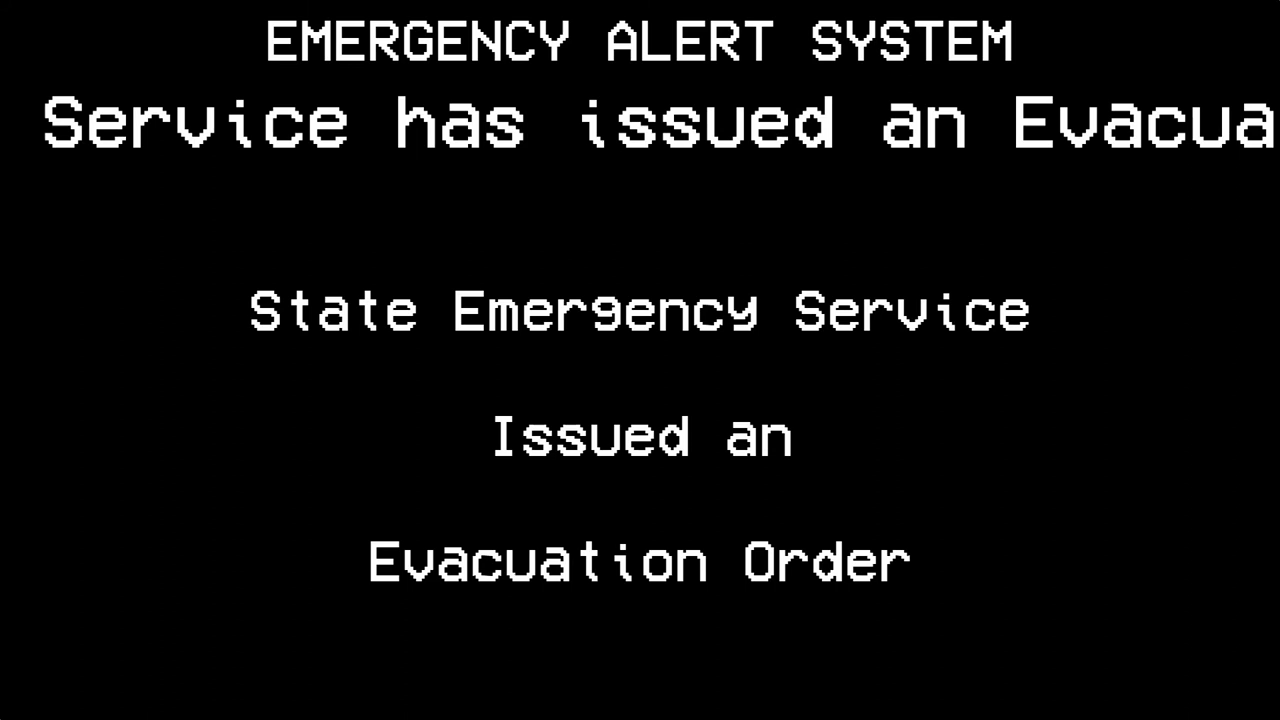 EMERGENCY ALERT SYSTEM
Service has issued an Evacua
State Emergency Service
Issued an
Evacuation Order